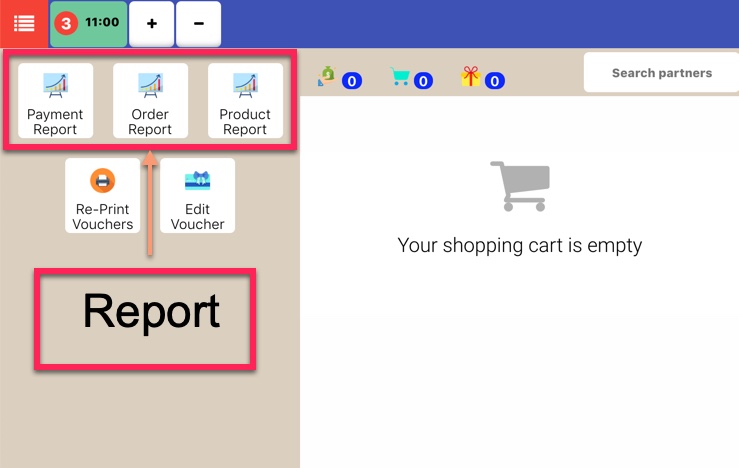 3 11:00 + -
0 0 0 Search partners
Payment
Report
Order
Report
Product
Report
Re-Print
Vouchers
Edit
Voucher
Your shopping cart is empty
Report